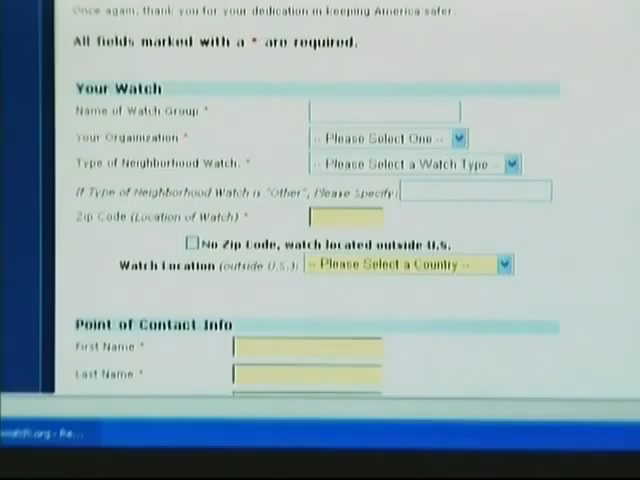 Once again, thank you for your dedication in keeping America safer.
All fields marked with a * are required.
Your Watch
Name of Watch Group *
Your Organization * -- Please Select One --
Type of Neighborhood Watch. * -- Please Select a Watch Type --
If Type of Neighborhood Watch is "Other", Please Specify:
Zip Code (Location of Watch) *
No Zip Code, watch located outside U.S.
Watch Location (outside U.S.): -- Please Select a Country --
Point of Contact Info
First Name *
Last Name *